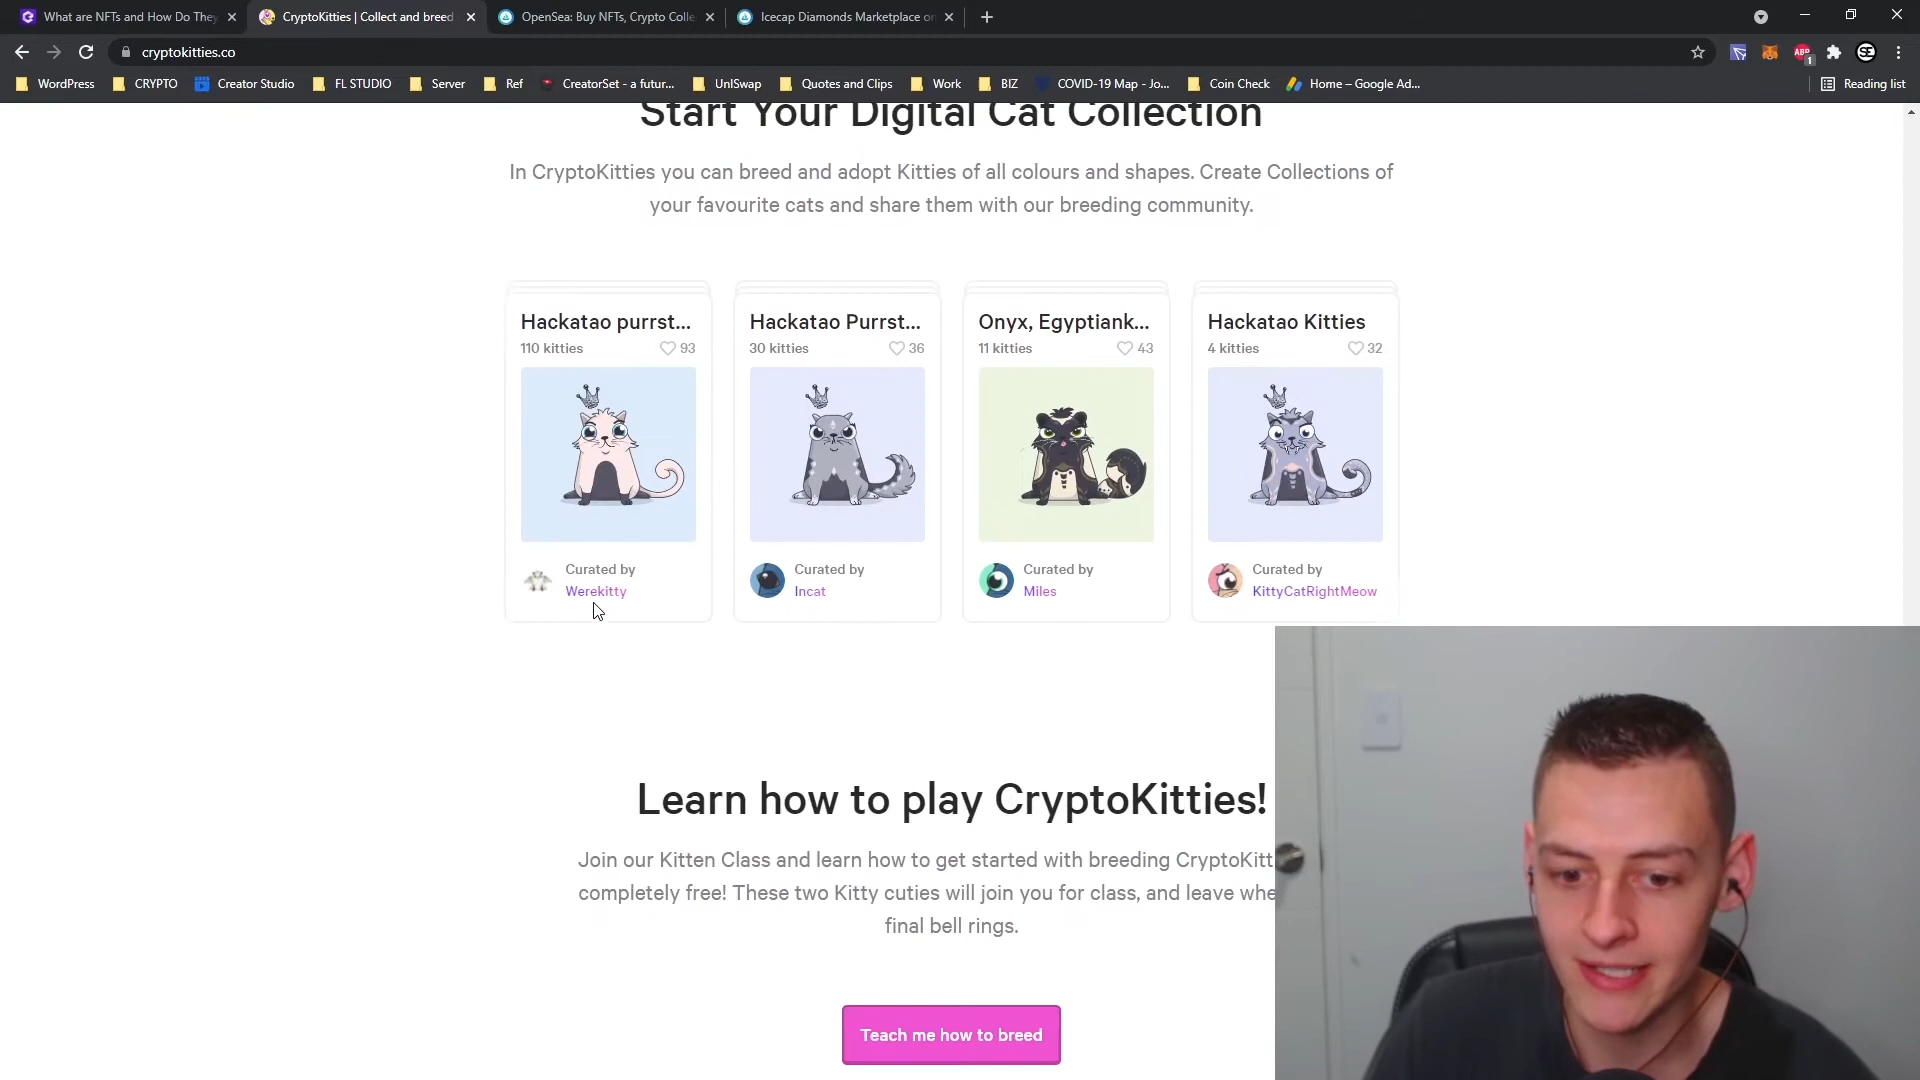 What are NFTs and How Do They
CryptoKitties | Collect and breed
OpenSea: Buy NFTs, Crypto Colle
Icecap Diamonds Marketplace on
cryptokitties.co
ABP
1
SE
WordPress
CRYPTO
Creator Studio
FL STUDIO
Server
Ref
CreatorSet - a futur...
UnISwap
Quotes and Clips
Work
BIZ
COVID-19 Map - Jo...
Coin Check
Home – Google Ad...
Reading list
Start Your Digital Cat Collection
In CryptoKitties you can breed and adopt Kitties of all colours and shapes. Create Collections of
your favourite cats and share them with our breeding community.
Hackatao purrst...
110 kitties
93
Curated by
Werekitty
Hackatao Purrst...
30 kitties
36
Curated by
Incat
Onyx, Egyptiank...
11 kitties
43
Curated by
Miles
Hackatao Kitties
4 kitties
32
Curated by
KittyCatRightMeow
Learn how to play CryptoKitties!
Join our Kitten Class and learn how to get started with breeding CryptoKitt
completely free! These two Kitty cuties will join you for class, and leave whe
final bell rings.
Teach me how to breed